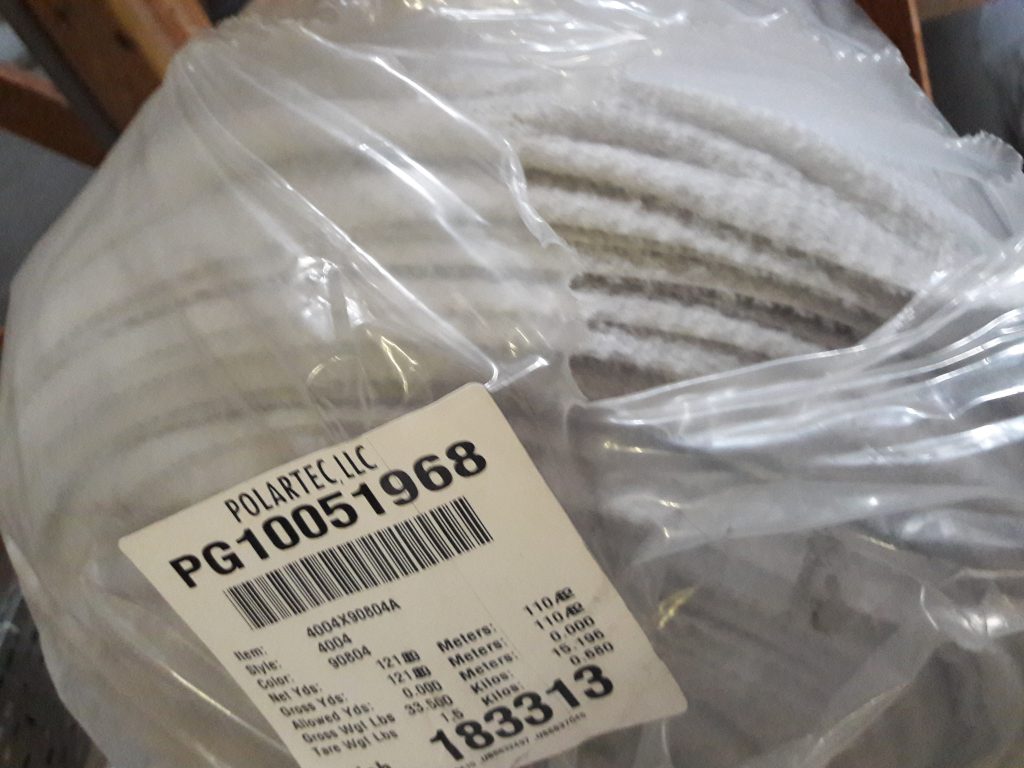 POLARTEC, LLC
PG10051968
Item: 4004X90804A
Style: 4004
Color: 90804
Net Yds: Meters:
Gross Yds: Meters:
Allowed Yds: 0.000 Meters: 0.000
Gross Wgt Lbs 33.500 Kilos: 15.196
Tare Wgt Lbs 1.5 Kilos: 0.680
183313